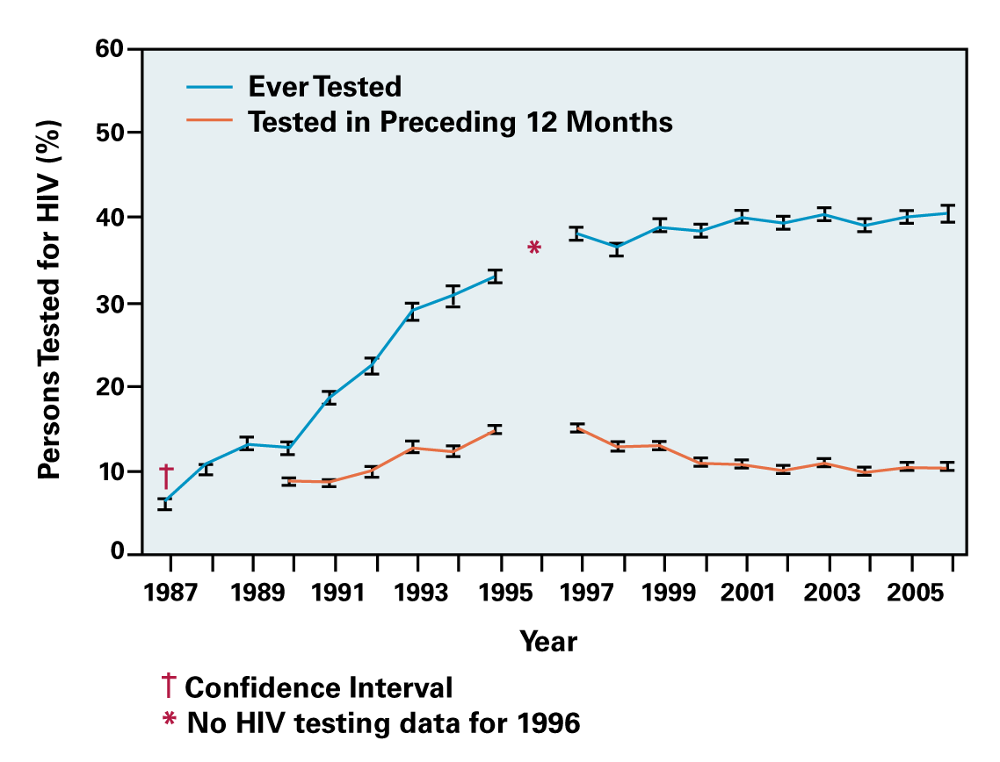 60
50
40
30
20
10
0
Persons Tested for HIV (%)
Ever Tested
Tested in Preceding 12 Months
†
*
1987 1989 1991 1993 1995 1997 1999 2001 2003 2005
Year
† Confidence Interval
* No HIV testing data for 1996